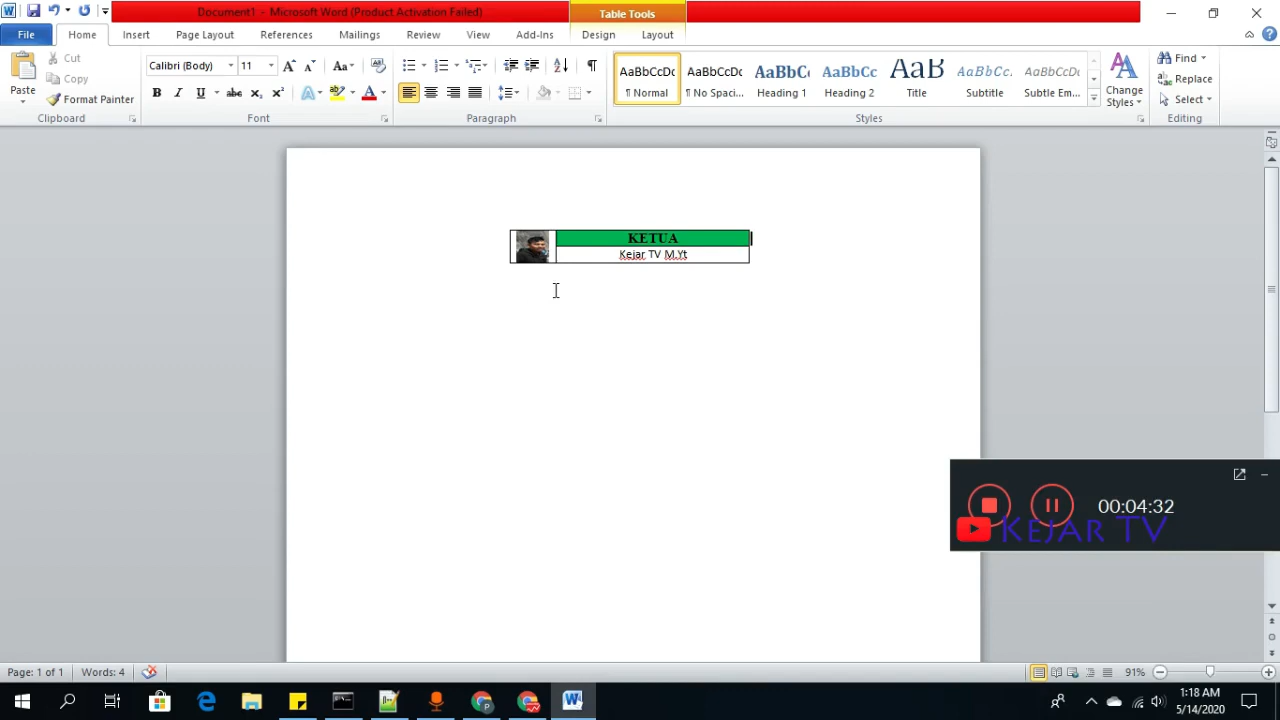 Document1 - Microsoft Word (Product Activation Failed)
Table Tools
File Home Insert Page Layout References Mailings Review View Add-Ins Design Layout
Paste
Cut
Copy
Format Painter
Clipboard
Calibri (Body) 11
Font
Paragraph
AaBbCcDc AaBbCcDc AaBbCc AaBbCc AaB AaBbCc. AaBbCcDc
¶ Normal ¶ No Spaci... Heading 1 Heading 2 Title Subtitle Subtle Em...
Change
Styles
Styles
Find
Replace
Select
Editing
KETUA
Kejar TV M.Yt
00:04:32
KEJAR TV
Page: 1 of 1 Words: 4 91%
1:18 AM
5/14/2020